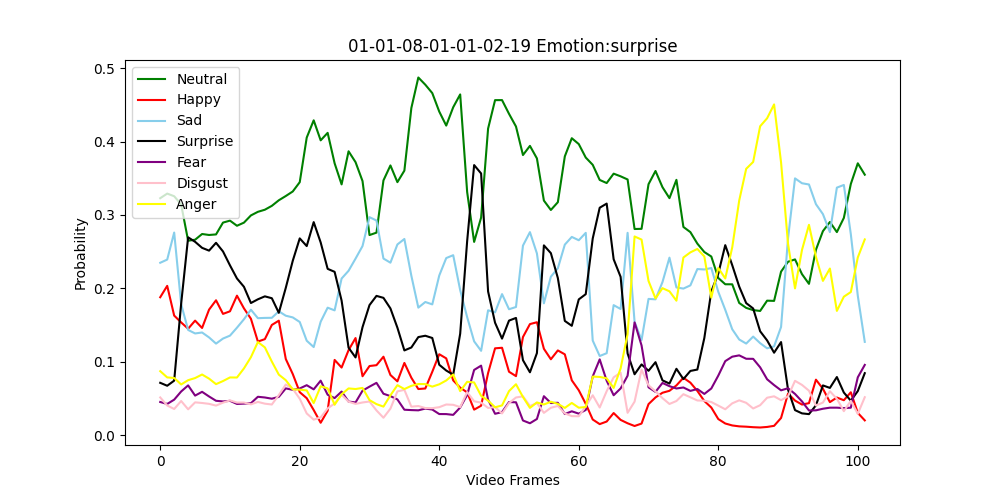 01-01-08-01-01-02-19 Emotion:surprise
Probability
0.5
0.4
0.3
0.2
0.1
0.0
Neutral
Happy
Sad
Surprise
Fear
Disgust
Anger
0 20 40 60 80 100
Video Frames